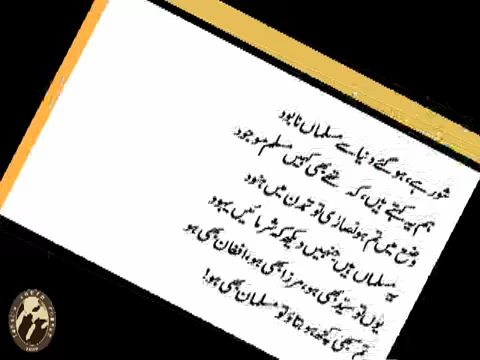 شور ہے، ہو گئے دنیا سے مسلماں نابود
ہم یہ کہتے ہیں کہ تھے بھی کہیں مسلم موجود
وضع میں تم ہو نصاریٰ تو تمدن میں ہنود
یہ مسلماں ہیں جنہیں دیکھ کہ شرمائیں یہود
یوں تو سید بھی ہو، مرزا بھی ہو، افغان بھی ہو
تم سبھی کچھ ہو، بتاؤ تو مسلمان بھی ہو!